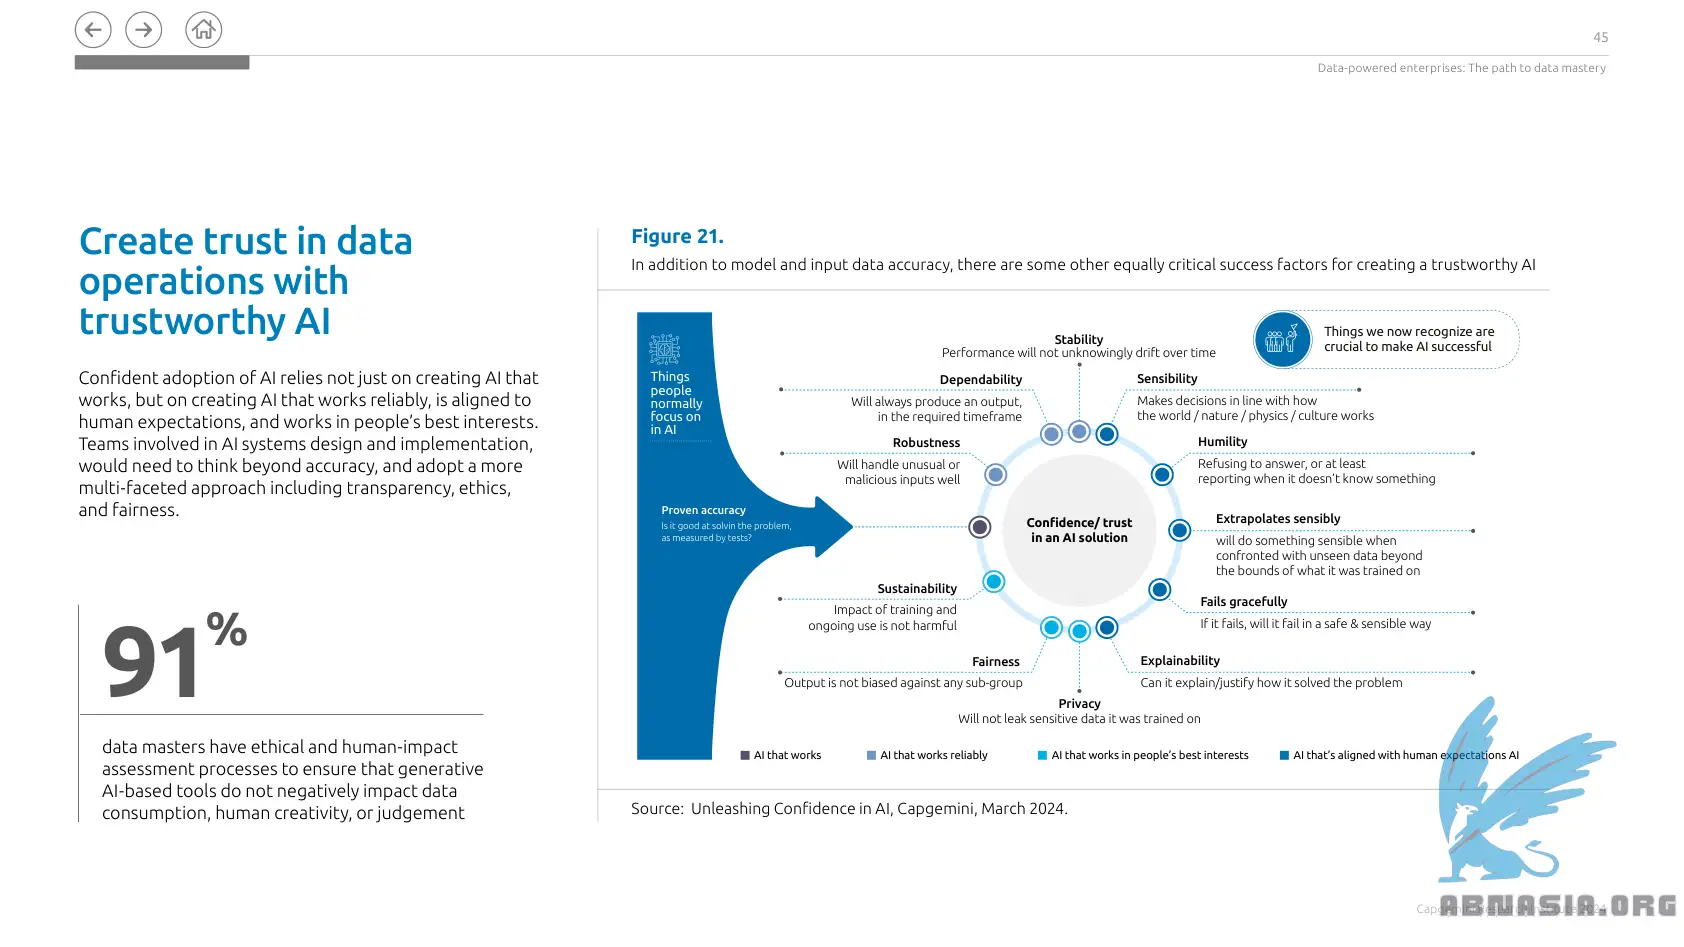 45
Data-powered enterprises: The path to data mastery
Create trust in data
operations with
trustworthy AI
Confident adoption of AI relies not just on creating AI that
works, but on creating AI that works reliably, is aligned to
human expectations, and works in people's best interests.
Teams involved in AI systems design and implementation,
would need to think beyond accuracy, and adopt a more
multi-faceted approach including transparency, ethics,
and fairness.
91%
data masters have ethical and human-impact
assessment processes to ensure that generative
AI-based tools do not negatively impact data
consumption, human creativity, or judgement
Figure 21.
In addition to model and input data accuracy, there are some other equally critical success factors for creating a trustworthy AI
Things
people
normally
focus on
in AI
Proven accuracy
Is it good at solvin the problem,
as measured by tests?
Things we now recognize are
crucial to make AI successful
Stability
Performance will not unknowingly drift over time
Dependability
Will always produce an output,
in the required timeframe
Robustness
Will handle unusual or
malicious inputs well
Sustainability
Impact of training and
ongoing use is not harmful
Fairness
Output is not biased against any sub-group
Privacy
Will not leak sensitive data it was trained on
Confidence/ trust
in an AI solution
Sensibility
Makes decisions in line with how
the world / nature / physics / culture works
Humility
Refusing to answer, or at least
reporting when it doesn't know something
Extrapolates sensibly
will do something sensible when
confronted with unseen data beyond
the bounds of what it was trained on
Fails gracefully
If it fails, will it fail in a safe & sensible way
Explainability
Can it explain/justify how it solved the problem
AI that works
AI that works reliably
AI that works in people's best interests
AI that's aligned with human expectations AI
Source: Unleashing Confidence in AI, Capgemini, March 2024.
ABNASIA.ORG